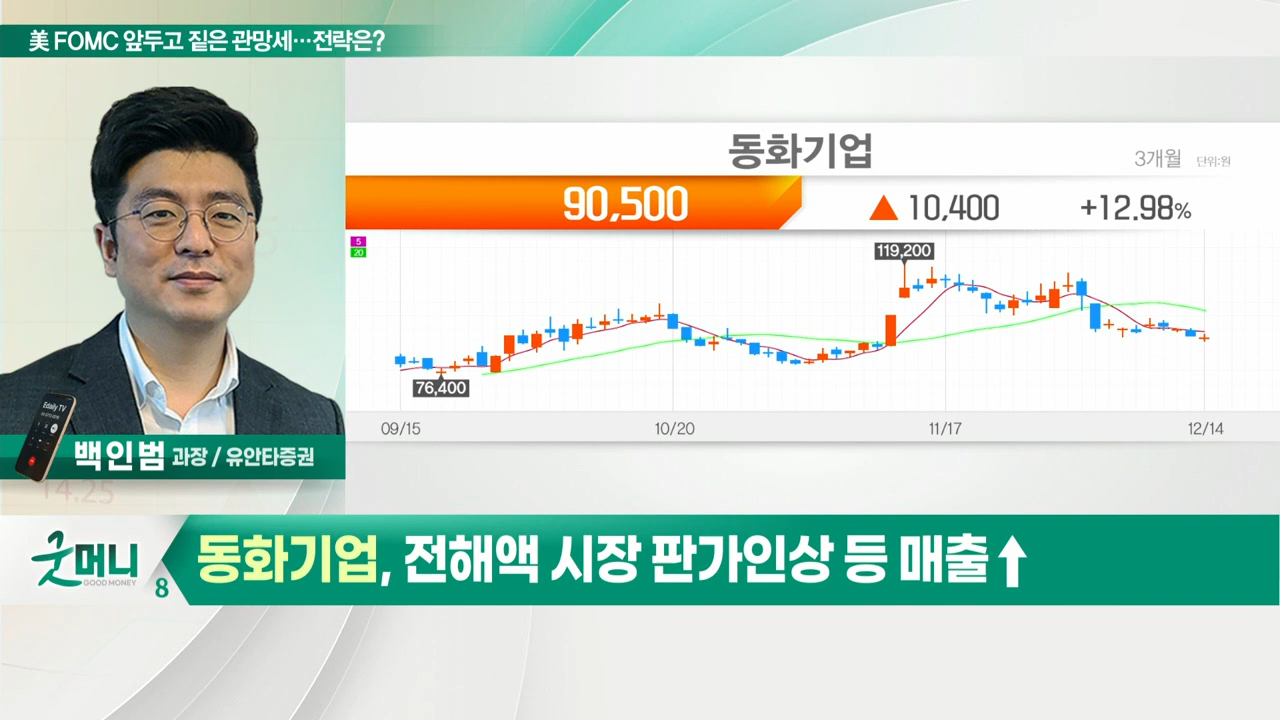 美 FOMC 앞두고 짙은 관망세…전략은?
동화기업
3개월 단위:원
90,500 ▲ 10,400 +12.98%
5
20
119,200
76,400
09/15 10/20 11/17 12/14
Edaily TV
백인범 과장 / 유안타증권
14.25
굿머니
GOOD MONEY
8
동화기업, 전해액 시장 판가인상 등 매출↑